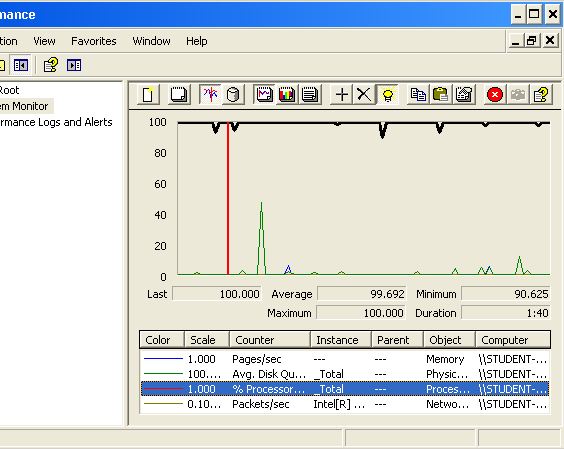 mance
tion View Favorites Window Help
Root
em Monitor
rmance Logs and Alerts
100
80
60
40
20
0
Last 100.000 Average 99.692 Minimum 90.625
Maximum 100.000 Duration 1:40
Color Scale Counter Instance Parent Object Computer
1.000 Pages/sec --- --- Memory \\STUDENT-...
100.... Avg. Disk Qu... _Total --- Physic... \\STUDENT-...
1.000 % Processor... _Total --- Proces... \\STUDENT-...
0.10... Packets/sec Intel[R] ... --- Netwo... \\STUDENT-...